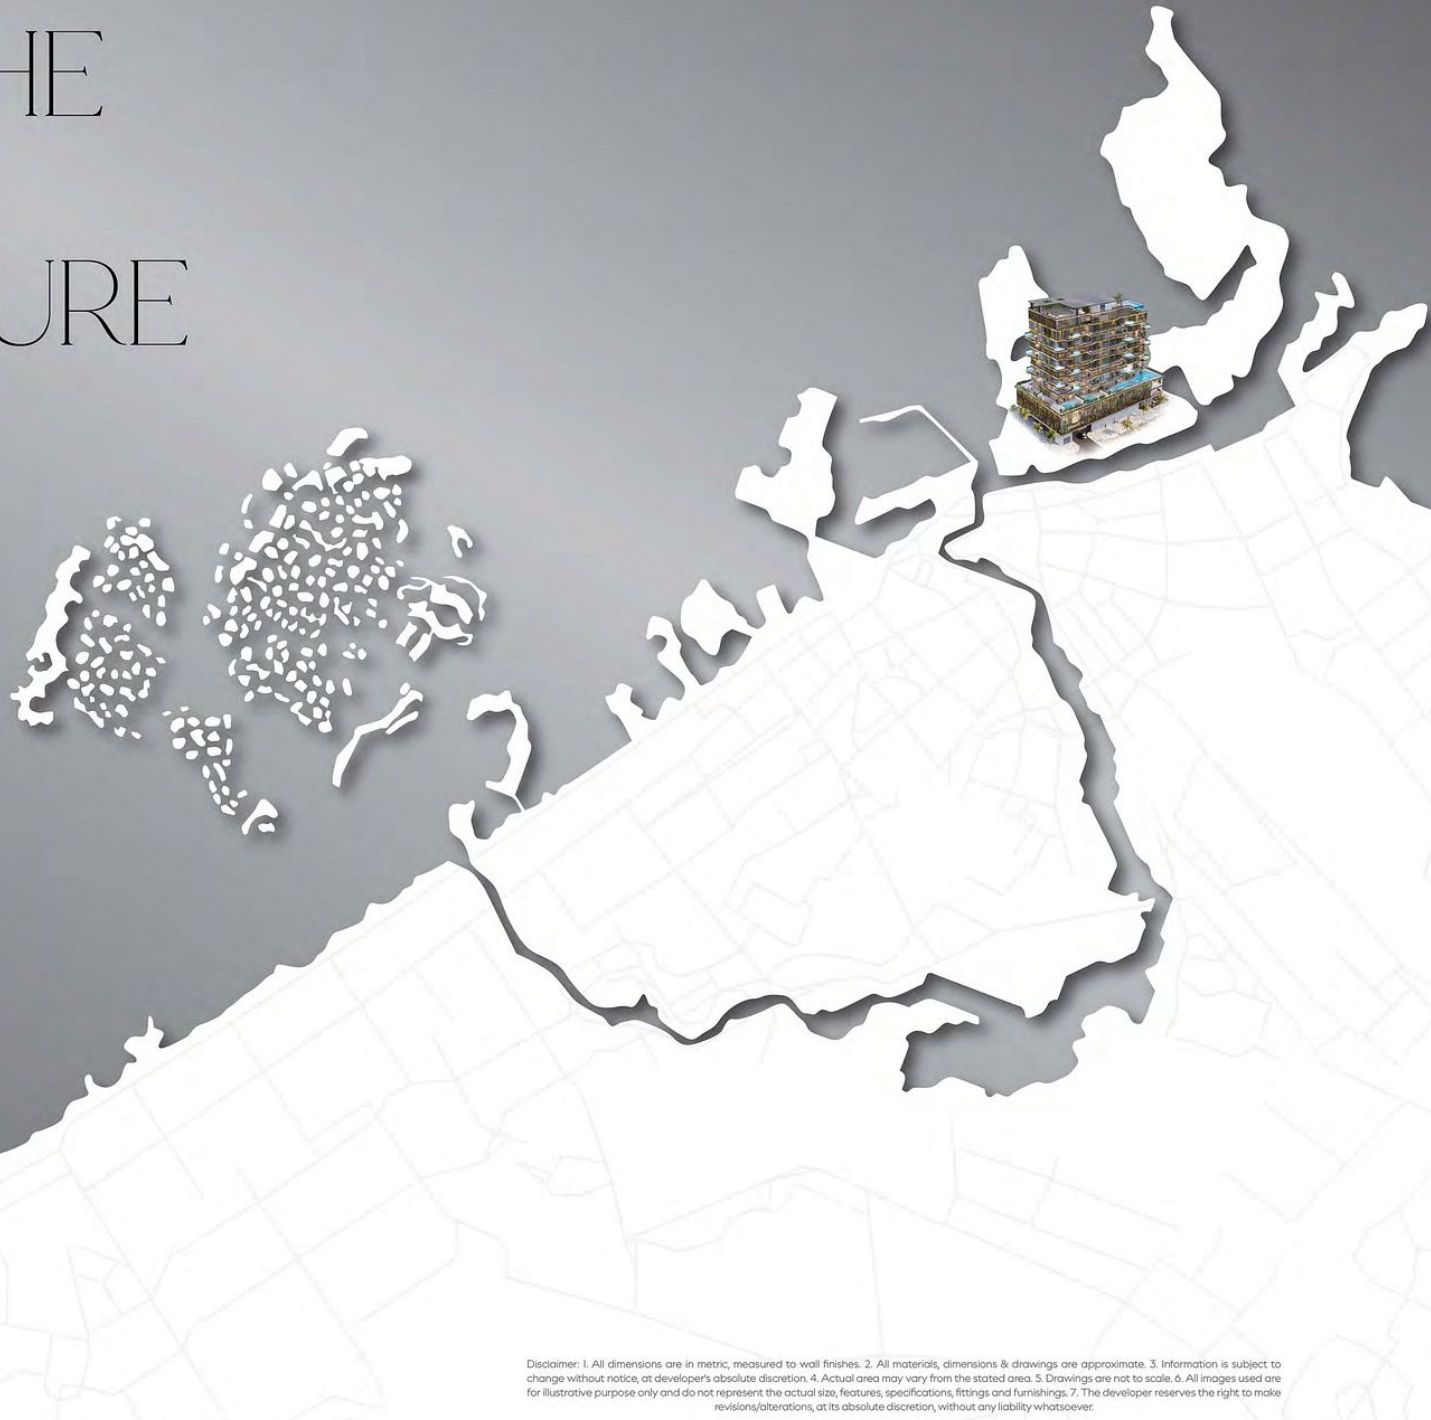 HE
URE
Disclaimer: 1. All dimensions are in metric, measured to wall finishes. 2. All materials, dimensions & drawings are approximate. 3. Information is subject to
change without notice, at developer's absolute discretion. 4. Actual area may vary from the stated area. 5. Drawings are not to scale. 6. All images used are
for illustrative purpose only and do not represent the actual size, features, specifications, fittings and furnishings. 7. The developer reserves the right to make
revisions/alterations, at its absolute discretion, without any liability whatsoever.